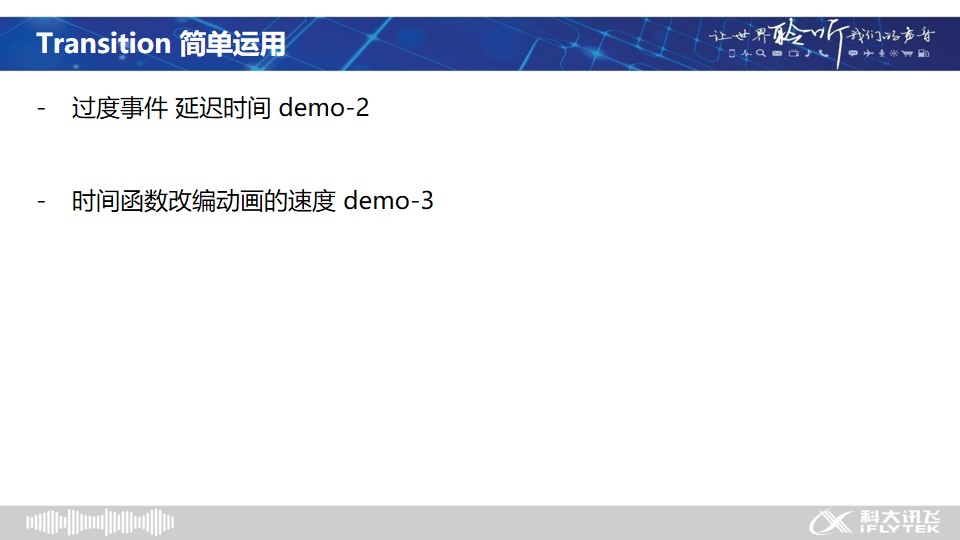 Transition 简单运用
让世界聆听我们的声音
- 过度事件 延迟时间 demo-2
- 时间函数改编动画的速度 demo-3
科大讯飞
iFLYTEK